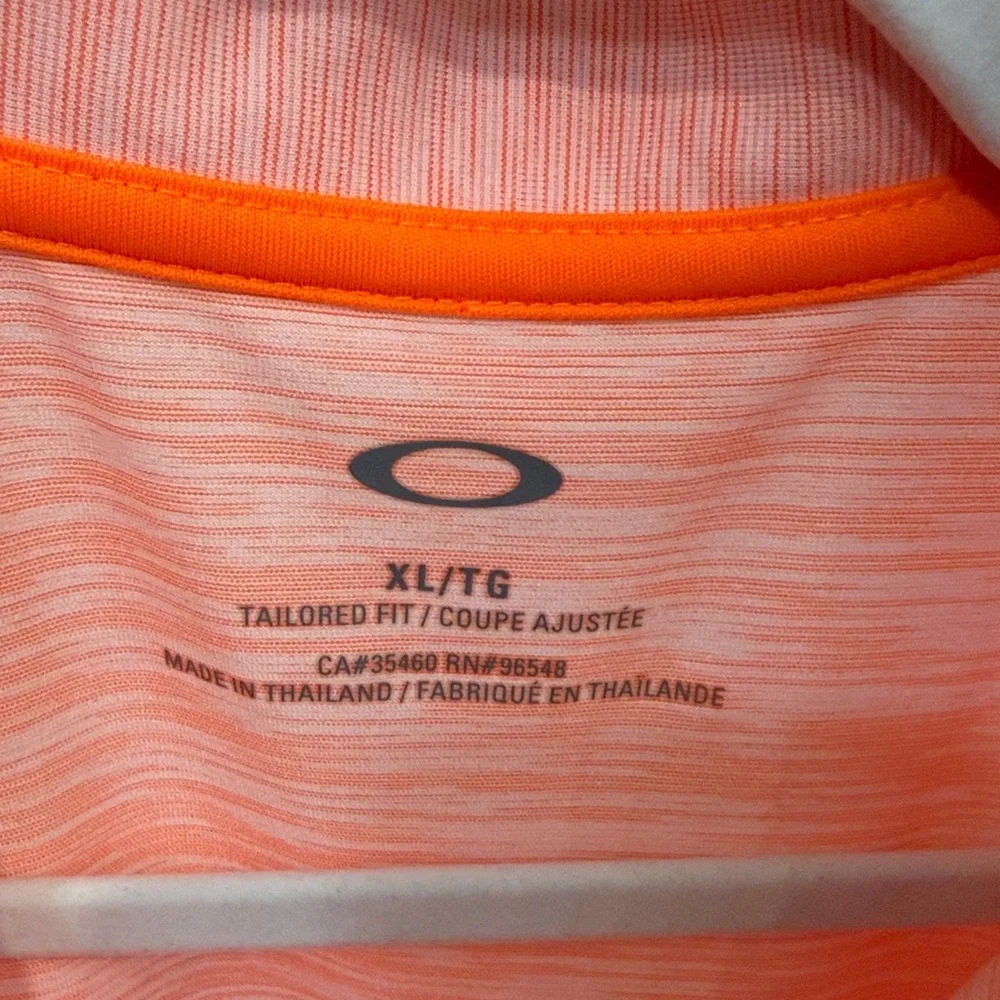 XL/TG
TAILORED FIT / COUPE AJUSTÉE
CA#35460 RN#96548
MADE IN THAILAND / FABRIQUÉ EN THAÏLANDE